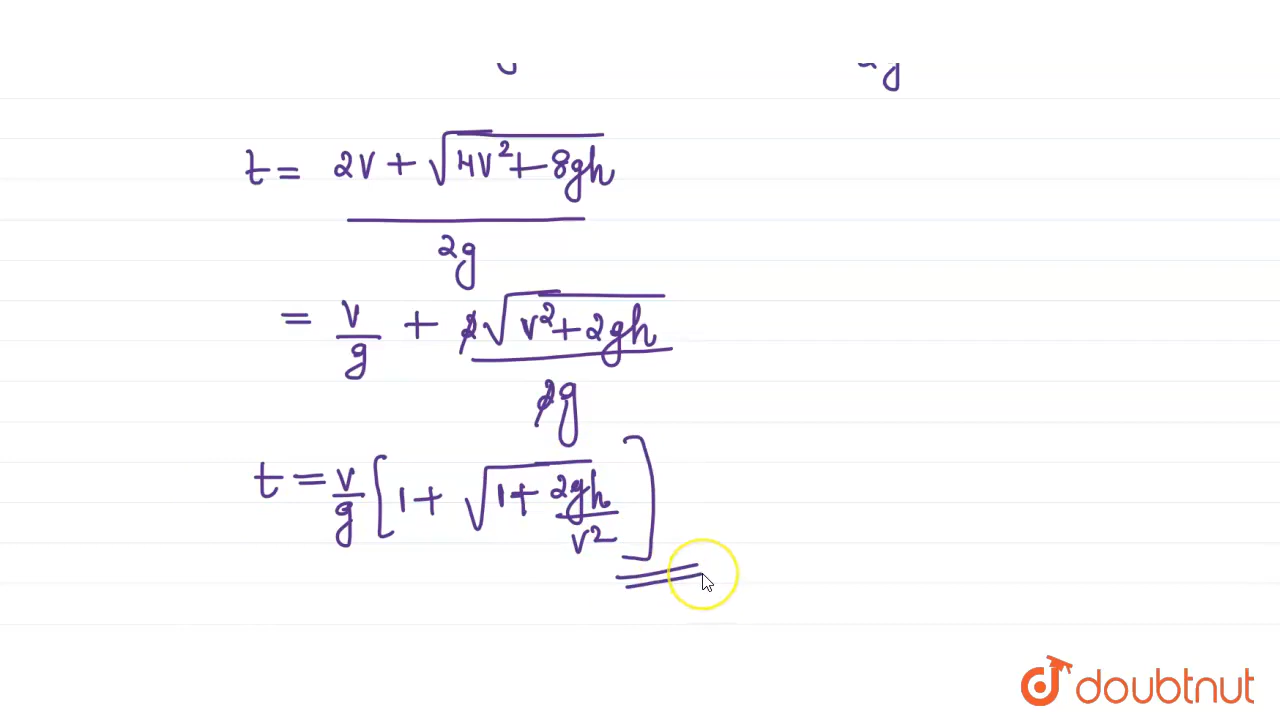 t = 2v + √4v² + 8gh
2g
= v/g + 2√v² + 2gh
2g
t = v/g [1 + √1 + 2gh/v²]
doubtnut